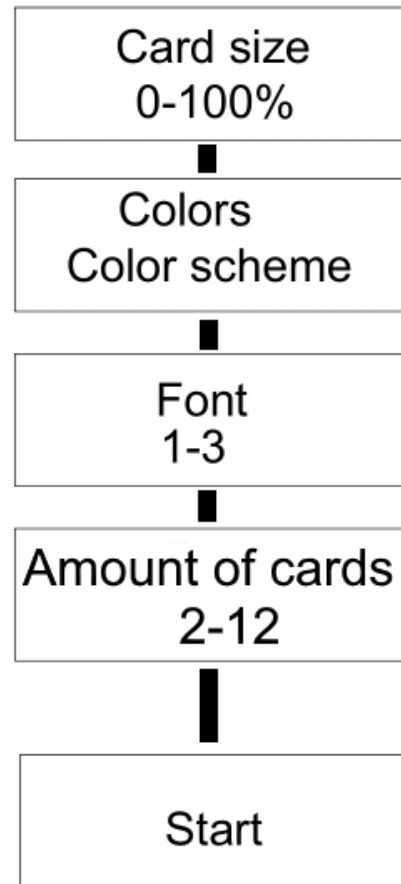 Card size
0-100%
Colors
Color scheme
Font
1-3
Amount of cards
2-12
Start